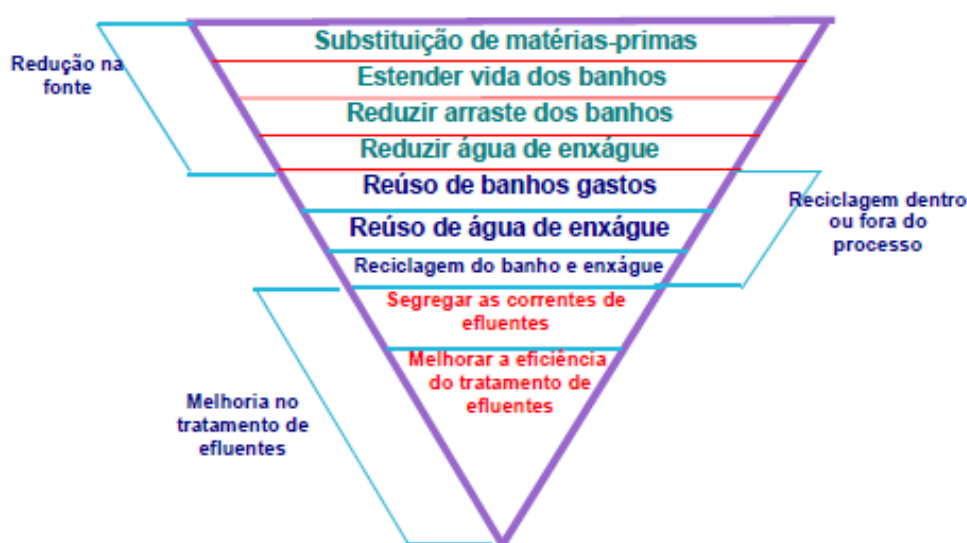 Substituição de matérias-primas
Estender vida dos banhos
Reduzir arraste dos banhos
Reduzir água de enxágue
Redução na
fonte
Reúso de banhos gastos
Reúso de água de enxágue
Reciclagem do banho e enxágue
Reciclagem dentro
ou fora do
processo
Segregar as correntes de
efluentes
Melhorar a eficiência
do tratamento de
efluentes
Melhoria no
tratamento de
efluentes